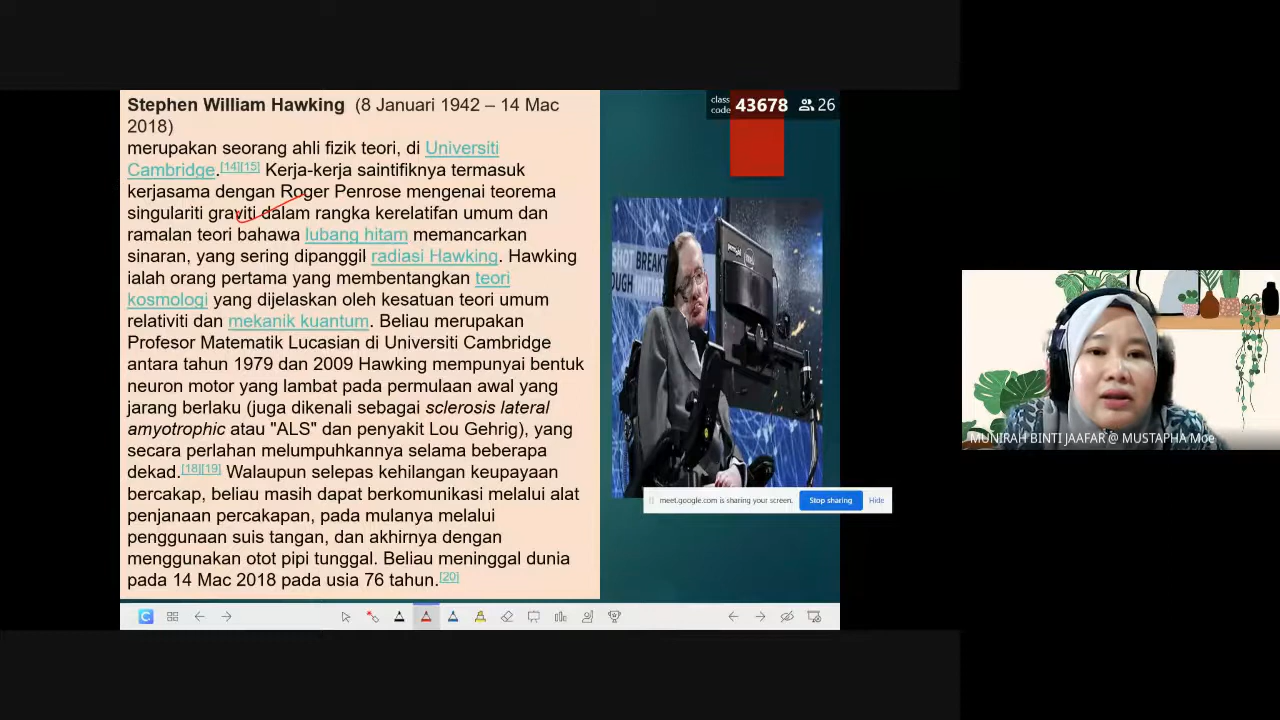 Stephen William Hawking (8 Januari 1942 – 14 Mac
2018)
merupakan seorang ahli fizik teori, di Universiti
Cambridge.[14][15] Kerja-kerja saintifiknya termasuk
kerjasama dengan Roger Penrose mengenai teorema
singulariti graviti dalam rangka kerelatifan umum dan
ramalan teori bahawa lubang hitam memancarkan
sinaran, yang sering dipanggil radiasi Hawking. Hawking
ialah orang pertama yang membentangkan teori
kosmologi yang dijelaskan oleh kesatuan teori umum
relativiti dan mekanik kuantum. Beliau merupakan
Profesor Matematik Lucasian di Universiti Cambridge
antara tahun 1979 dan 2009 Hawking mempunyai bentuk
neuron motor yang lambat pada permulaan awal yang
jarang berlaku (juga dikenali sebagai sclerosis lateral
amyotrophic atau "ALS" dan penyakit Lou Gehrig), yang
secara perlahan melumpuhkannya selama beberapa
dekad.[18][19] Walaupun selepas kehilangan keupayaan
bercakap, beliau masih dapat berkomunikasi melalui alat
penjanaan percakapan, pada mulanya melalui
penggunaan suis tangan, dan akhirnya dengan
menggunakan otot pipi tunggal. Beliau meninggal dunia
pada 14 Mac 2018 pada usia 76 tahun.[20]
class code 43678 26
SHOT BREAKT
OUGH INITIA
meet.google.com is sharing your screen. Stop sharing Hide
MUNIRAH BINTI JAAFAR @ MUSTAPHA Moe